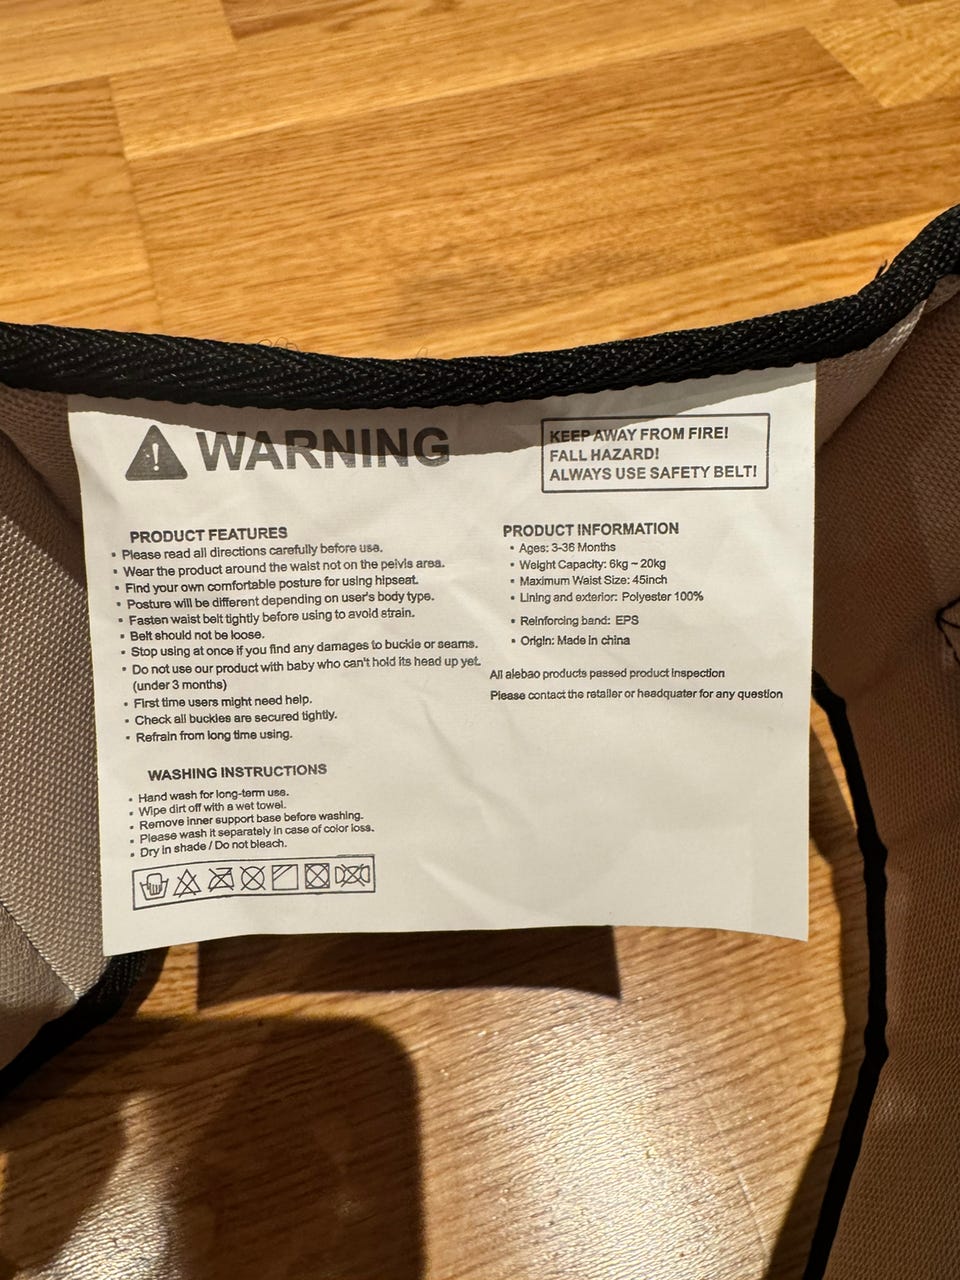 WARNING
KEEP AWAY FROM FIRE!
FALL HAZARD!
ALWAYS USE SAFETY BELT!
PRODUCT FEATURES
• Please read all directions carefully before use.
• Wear the product around the waist not on the pelvis area.
• Find your own comfortable posture for using hipseat.
• Posture will be different depending on user's body type.
• Fasten waist belt tightly before using to avoid strain.
• Belt should not be loose.
• Stop using at once if you find any damages to buckle or seams.
• Do not use our product with baby who can't hold its head up yet.
(under 3 months)
• First time users might need help.
• Check all buckles are secured tightly.
• Refrain from long time using.
WASHING INSTRUCTIONS
• Hand wash for long-term use.
• Wipe dirt off with a wet towel.
• Remove inner support base before washing.
• Please wash it separately in case of color loss.
• Dry in shade / Do not bleach.
PRODUCT INFORMATION
• Ages: 3-36 Months
• Weight Capacity: 6kg ~ 20kg
• Maximum Waist Size: 45inch
• Lining and exterior: Polyester 100%
• Reinforcing band: EPS
• Origin: Made in china
All alebao products passed product inspection
Please contact the retailer or headquater for any question